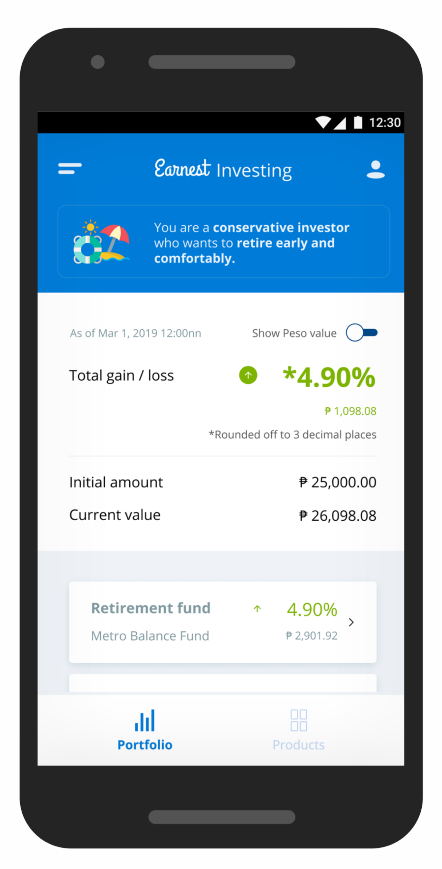 12:30
Earnest Investing
You are a conservative investor
who wants to retire early and
comfortably.
As of Mar 1, 2019 12:00nn
Show Peso value
Total gain / loss
*4.90%
₱ 1,098.08
*Rounded off to 3 decimal places
Initial amount
₱ 25,000.00
Current value
₱ 26,098.08
Retirement fund
4.90%
Metro Balance Fund
₱ 2,901.92
Portfolio
Products